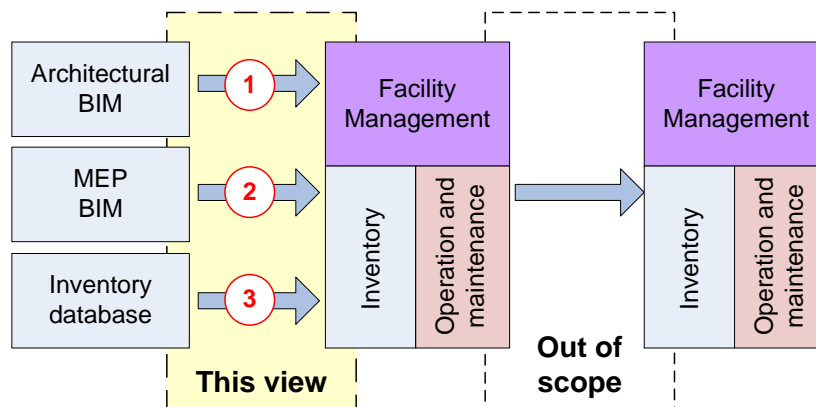 Architectural
BIM
1
Facility
Management
Facility
Management
MEP
BIM
2
Inventory
Operation and
maintenance
Inventory
Operation and
maintenance
Inventory
database
3
This view
Out of
scope